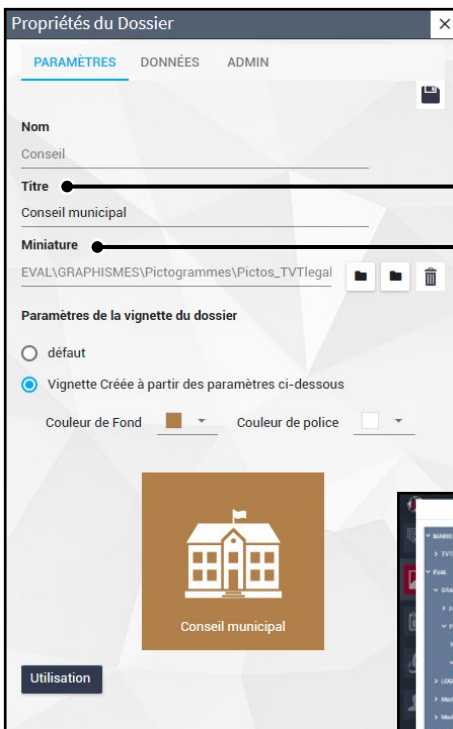 Propriétés du Dossier
PARAMÈTRES DONNÉES ADMIN
Nom
Conseil
Titre
Conseil municipal
Miniature
EVAL\GRAPHISMES\Pictogrammes\Pictos_TVTlegal
Paramètres de la vignette du dossier
défaut
Vignette Créée à partir des paramètres ci-dessous
Couleur de Fond Couleur de police
Conseil municipal
Utilisation
EVAL